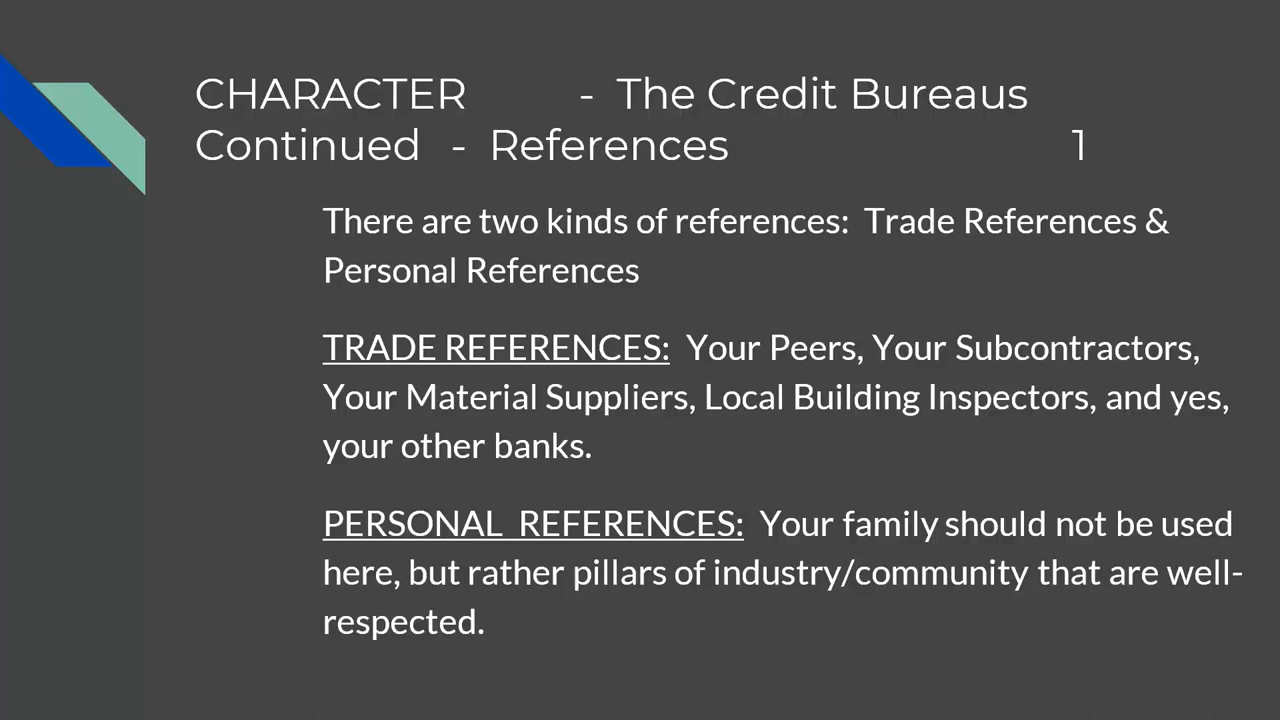 CHARACTER - The Credit Bureaus
Continued - References 1
There are two kinds of references: Trade References &
Personal References
TRADE REFERENCES: Your Peers, Your Subcontractors,
Your Material Suppliers, Local Building Inspectors, and yes,
your other banks.
PERSONAL REFERENCES: Your family should not be used
here, but rather pillars of industry/community that are well-
respected.